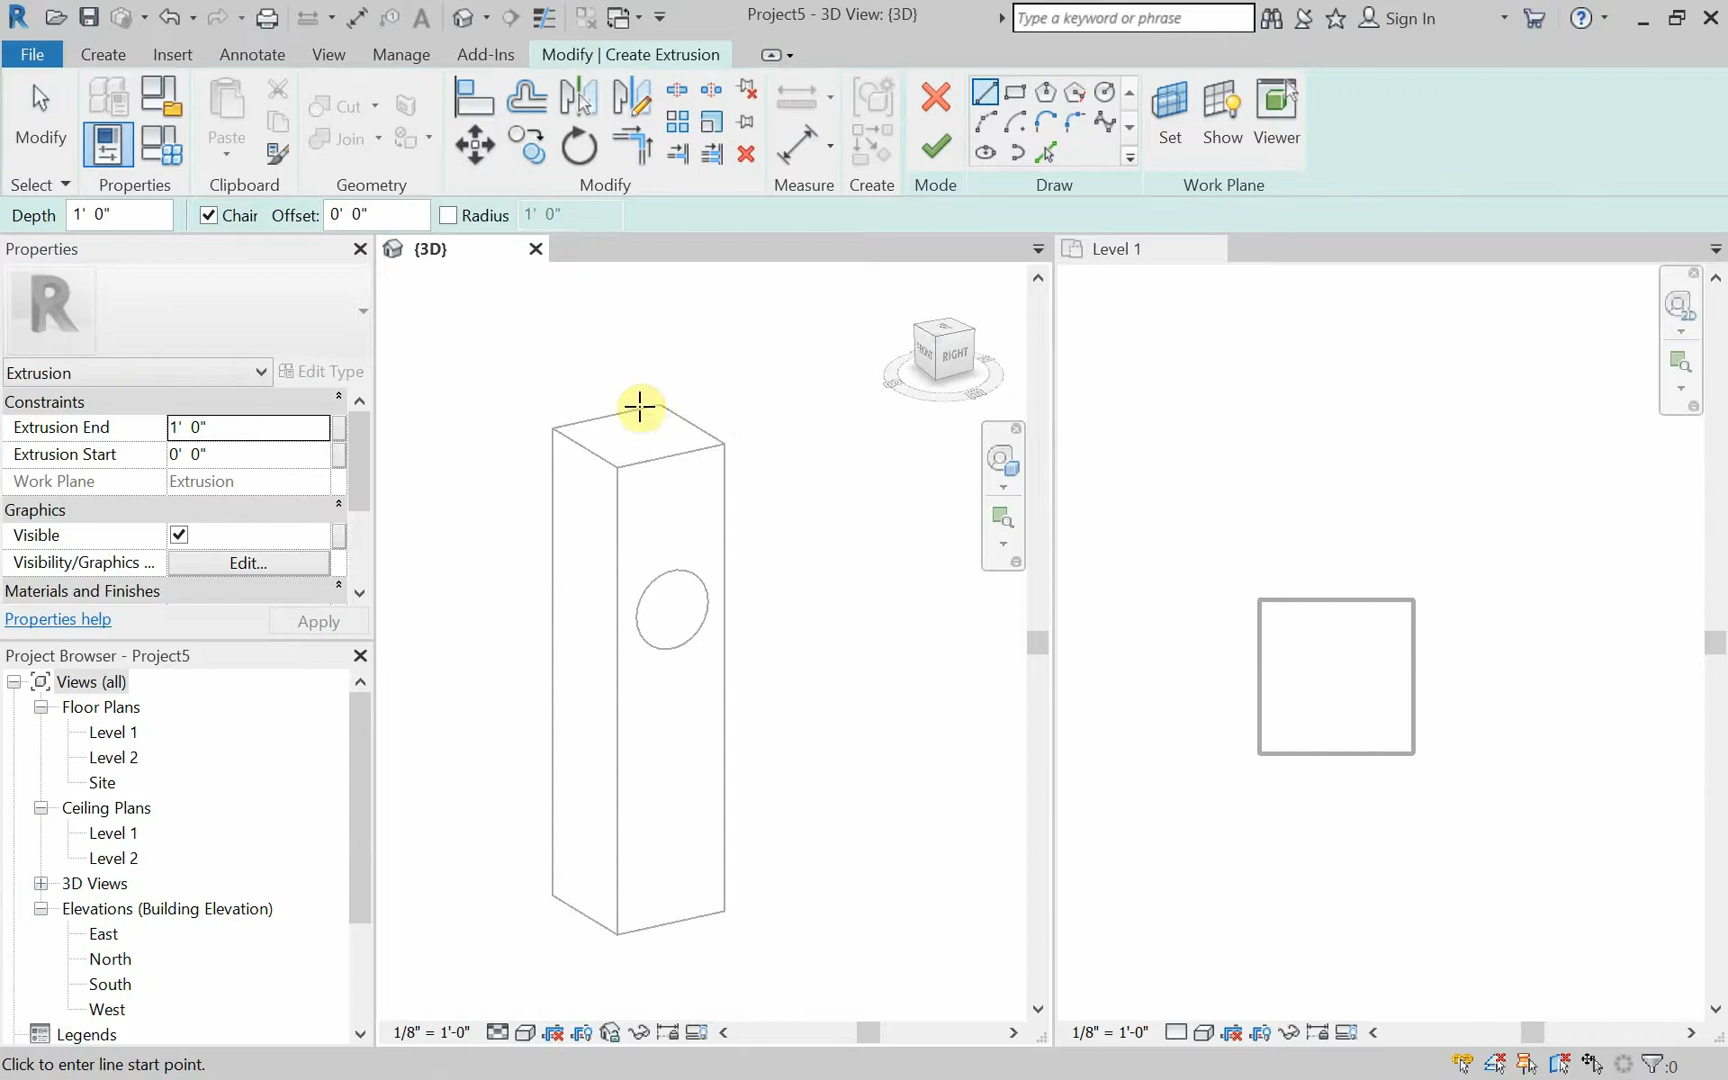 Project5 - 3D View: {3D}
Type a keyword or phrase
Sign In
File
Create
Insert
Annotate
View
Manage
Add-Ins
Modify | Create Extrusion
Modify
Paste
Cut
Join
Set
Show
Viewer
Select
Properties
Clipboard
Geometry
Modify
Measure
Create
Mode
Draw
Work Plane
Depth 1' 0"
Chair
Offset: 0' 0"
Radius 1' 0"
Properties
{3D}
Level 1
Extrusion
Edit Type
Constraints
Extrusion End 1' 0"
Extrusion Start 0' 0"
Work Plane Extrusion
Graphics
Visible
Visibility/Graphics ... Edit...
Materials and Finishes
Properties help
Apply
Project Browser - Project5
Views (all)
Floor Plans
Level 1
Level 2
Site
Ceiling Plans
Level 1
Level 2
3D Views
Elevations (Building Elevation)
East
North
South
West
Legends
FRONT
RIGHT
2D
1/8" = 1'-0"
1/8" = 1'-0"
Click to enter line start point.
:0